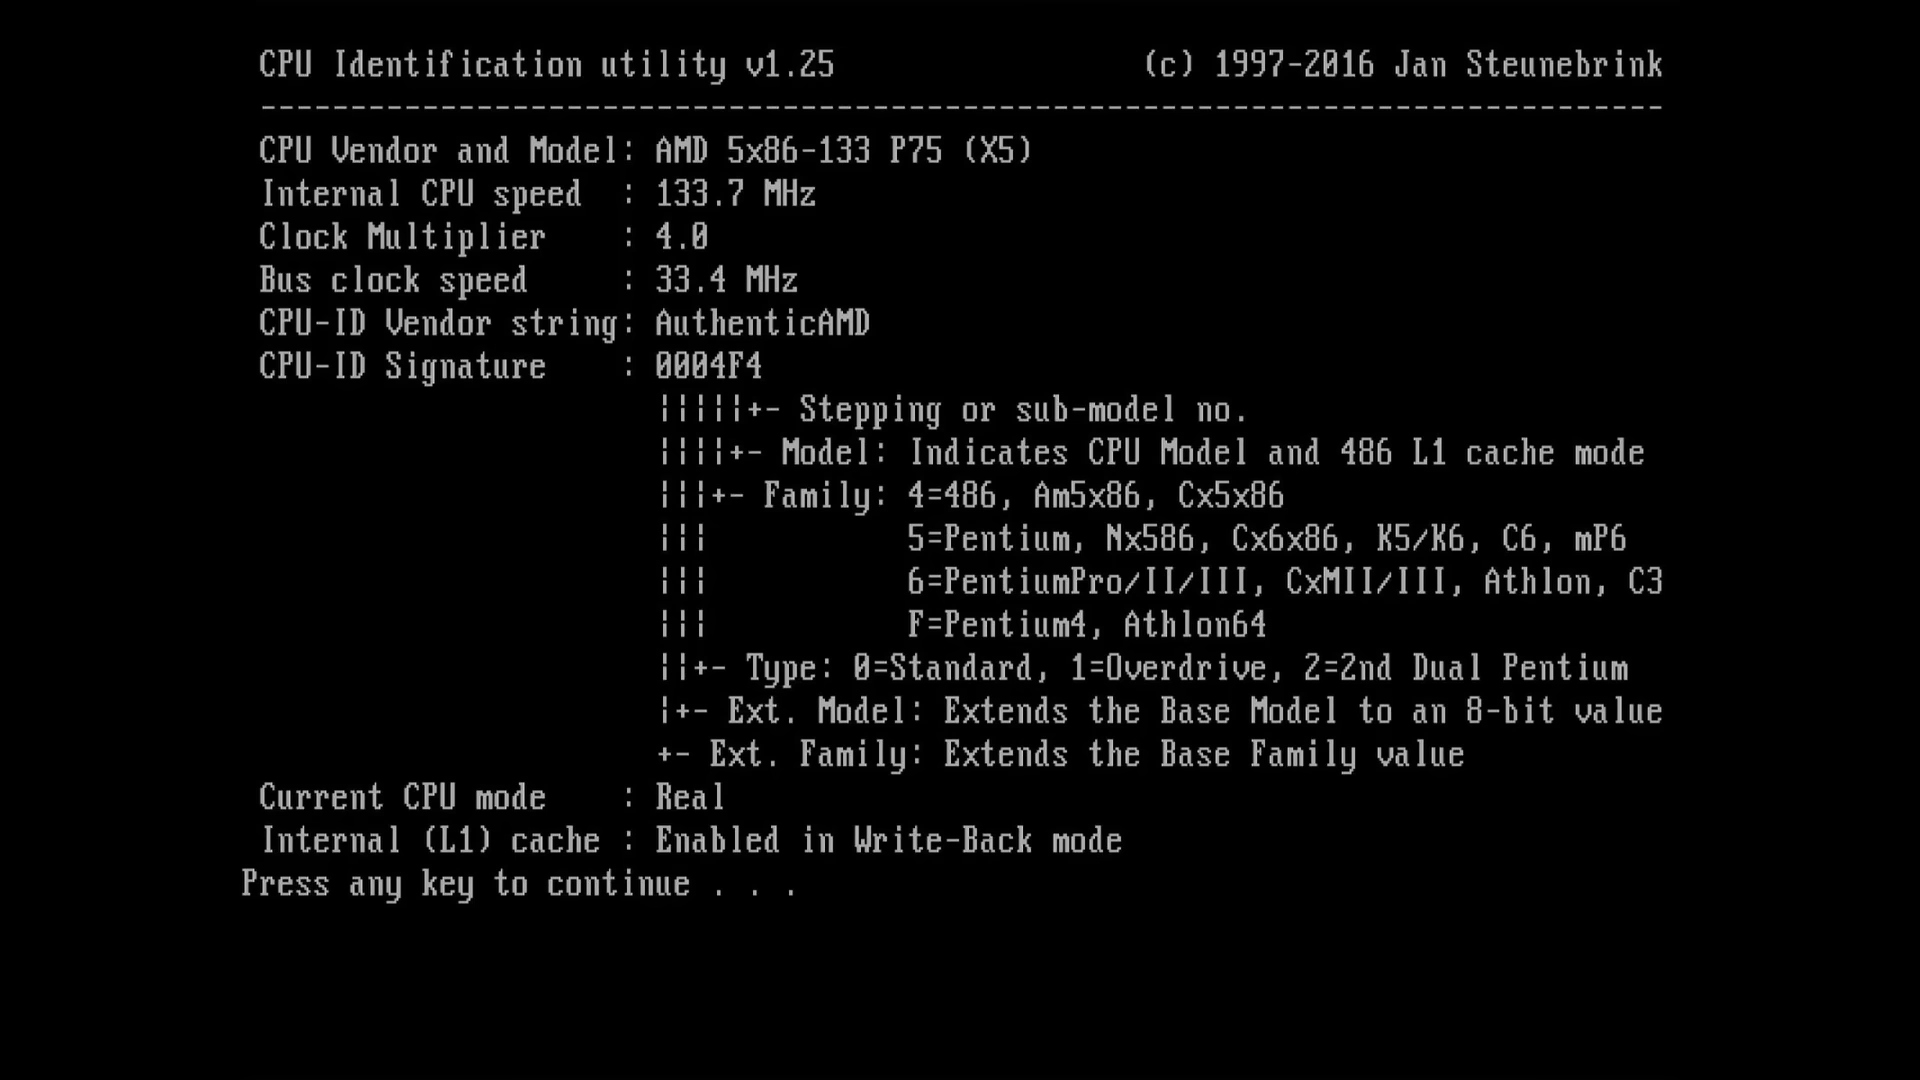 CPU Identification utility v1.25 (c) 1997-2016 Jan Steunebrink
------------------------------------------------------------------------------
CPU Vendor and Model: AMD 5x86-133 P75 (X5)
Internal CPU speed : 133.7 MHz
Clock Multiplier : 4.0
Bus clock speed : 33.4 MHz
CPU-ID Vendor string: AuthenticAMD
CPU-ID Signature : 0004F4
|||||+- Stepping or sub-model no.
||||+- Model: Indicates CPU Model and 486 L1 cache mode
|||+- Family: 4=486, Am5x86, Cx5x86
||| 5=Pentium, Nx586, Cx6x86, K5/K6, C6, mP6
||| 6=PentiumPro/II/III, CxMII/III, Athlon, C3
||| F=Pentium4, Athlon64
||+- Type: 0=Standard, 1=Overdrive, 2=2nd Dual Pentium
|+- Ext. Model: Extends the Base Model to an 8-bit value
+- Ext. Family: Extends the Base Family value
Current CPU mode : Real
Internal (L1) cache : Enabled in Write-Back mode
Press any key to continue . . .